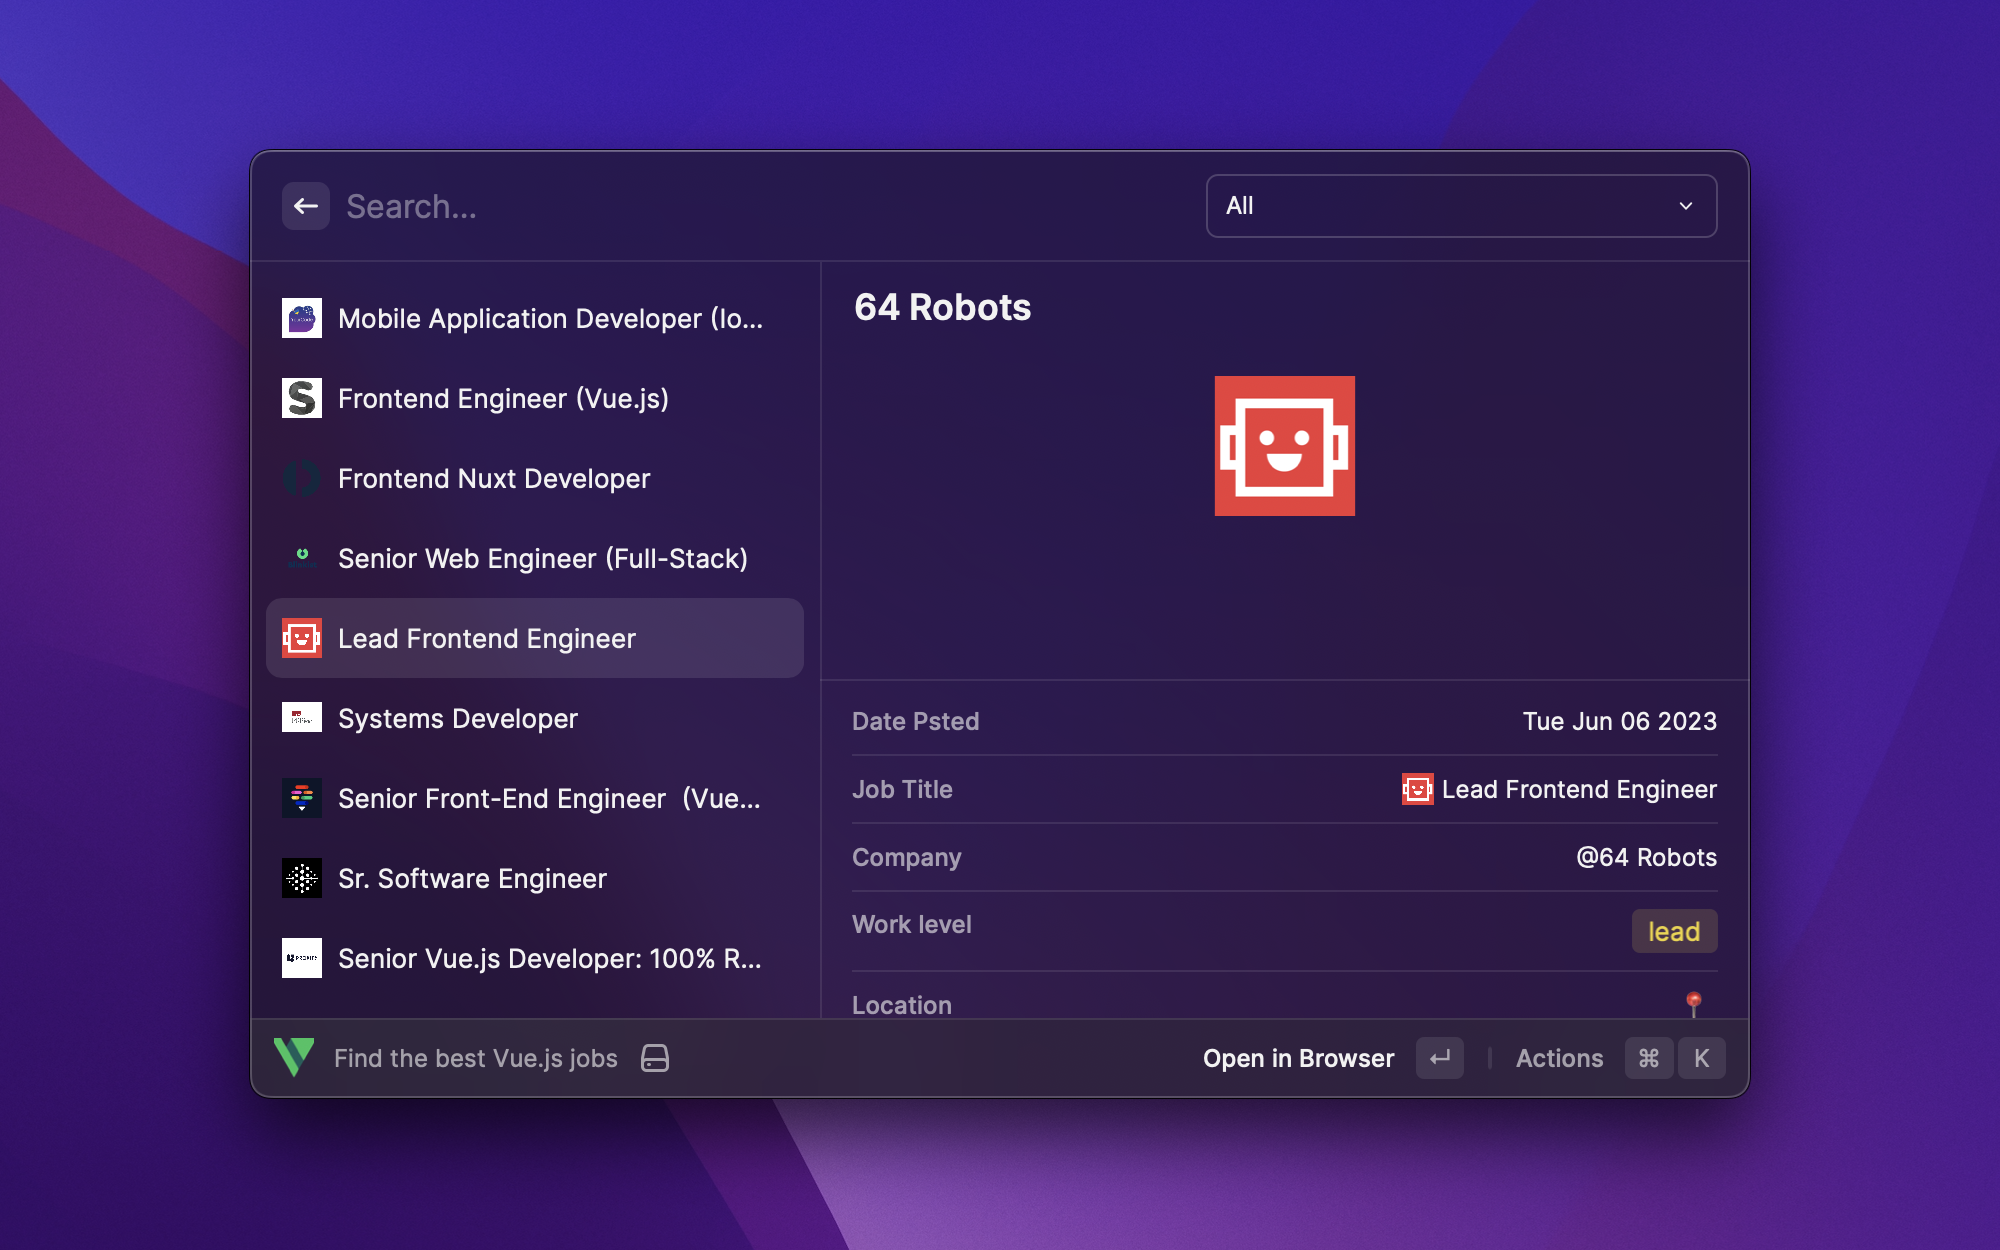 Search...
All
Mobile Application Developer (Io...
Frontend Engineer (Vue.js)
Frontend Nuxt Developer
Senior Web Engineer (Full-Stack)
Lead Frontend Engineer
Systems Developer
Senior Front-End Engineer  (Vue...
Sr. Software Engineer
Senior Vue.js Developer: 100% R...
64 Robots
Date Psted
Tue Jun 06 2023
Job Title
Lead Frontend Engineer
Company
@64 Robots
Work level
lead
Location
Find the best Vue.js jobs
Open in Browser
Actions
⌘
K